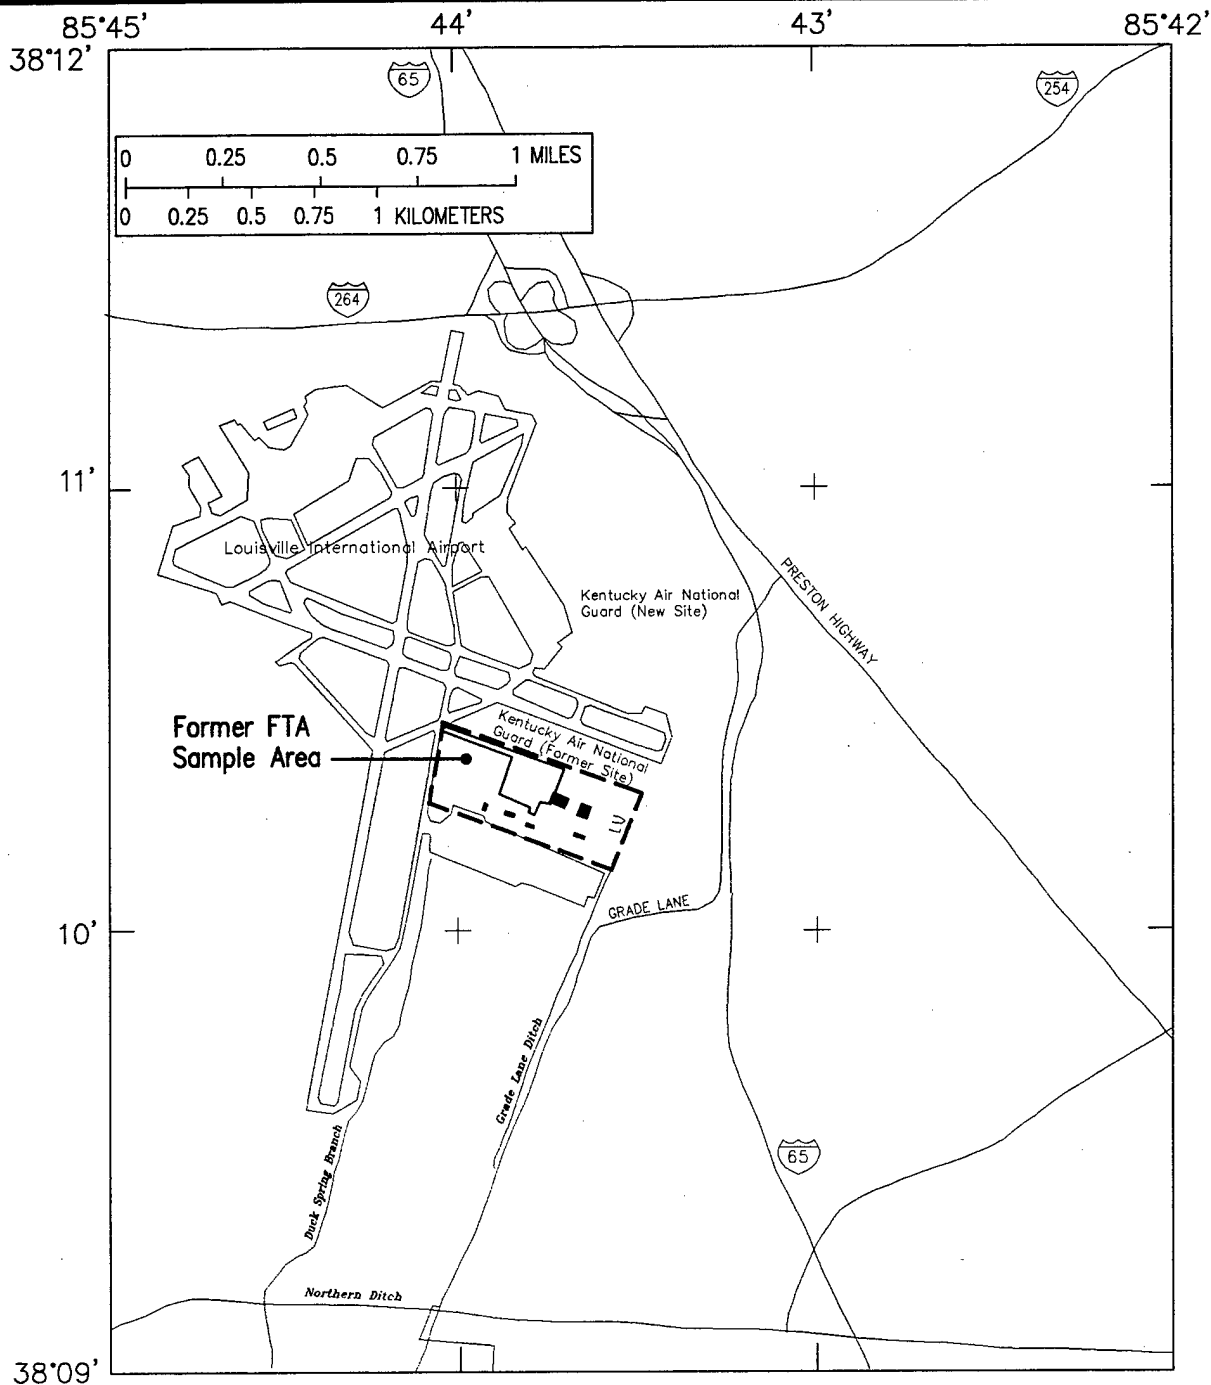 85°45' 44' 43' 85°42'
38°12'
65
254
0 0.25 0.5 0.75 1 MILES
0 0.25 0.5 0.75 1 KILOMETERS
264
11'
Louisville International Airport
Kentucky Air National
Guard (New Site)
PRESTON HIGHWAY
Former FTA
Sample Area
Kentucky Air National
Guard (Former Site)
GRADE LANE
10'
Grade Lane Ditch
Duck Spring Branch
65
Northern Ditch
38°09'